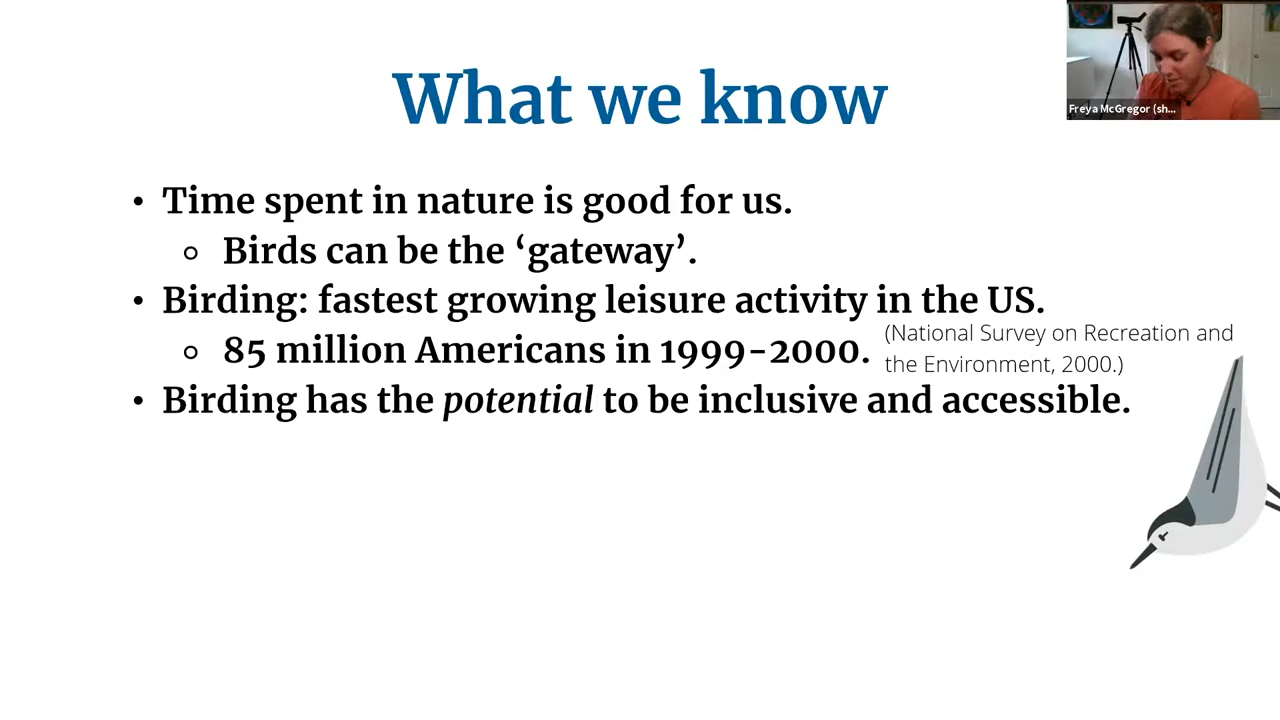 What we know
Freya McGregor (sh...
• Time spent in nature is good for us.
○ Birds can be the ‘gateway’.
• Birding: fastest growing leisure activity in the US.
○ 85 million Americans in 1999-2000.
(National Survey on Recreation and
the Environment, 2000.)
• Birding has the potential to be inclusive and accessible.